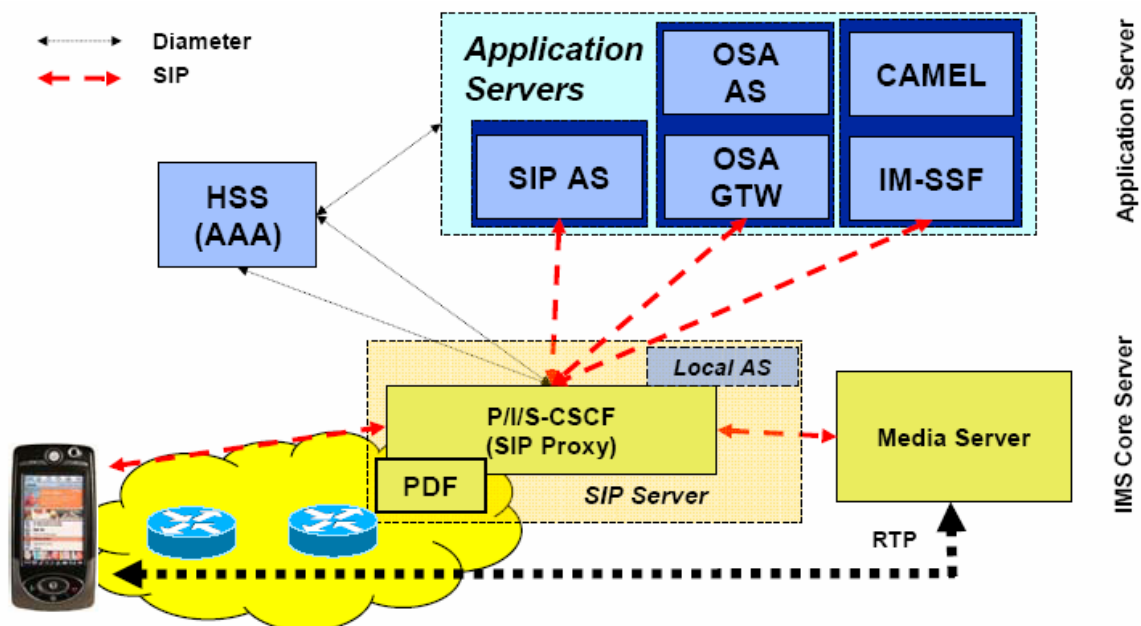 Diameter
SIP
Application
Servers
OSA
AS
CAMEL
SIP AS
OSA
GTW
IM-SSF
Application Server
HSS
(AAA)
Local AS
P/I/S-CSCF
(SIP Proxy)
PDF
SIP Server
Media Server
IMS Core Server
RTP